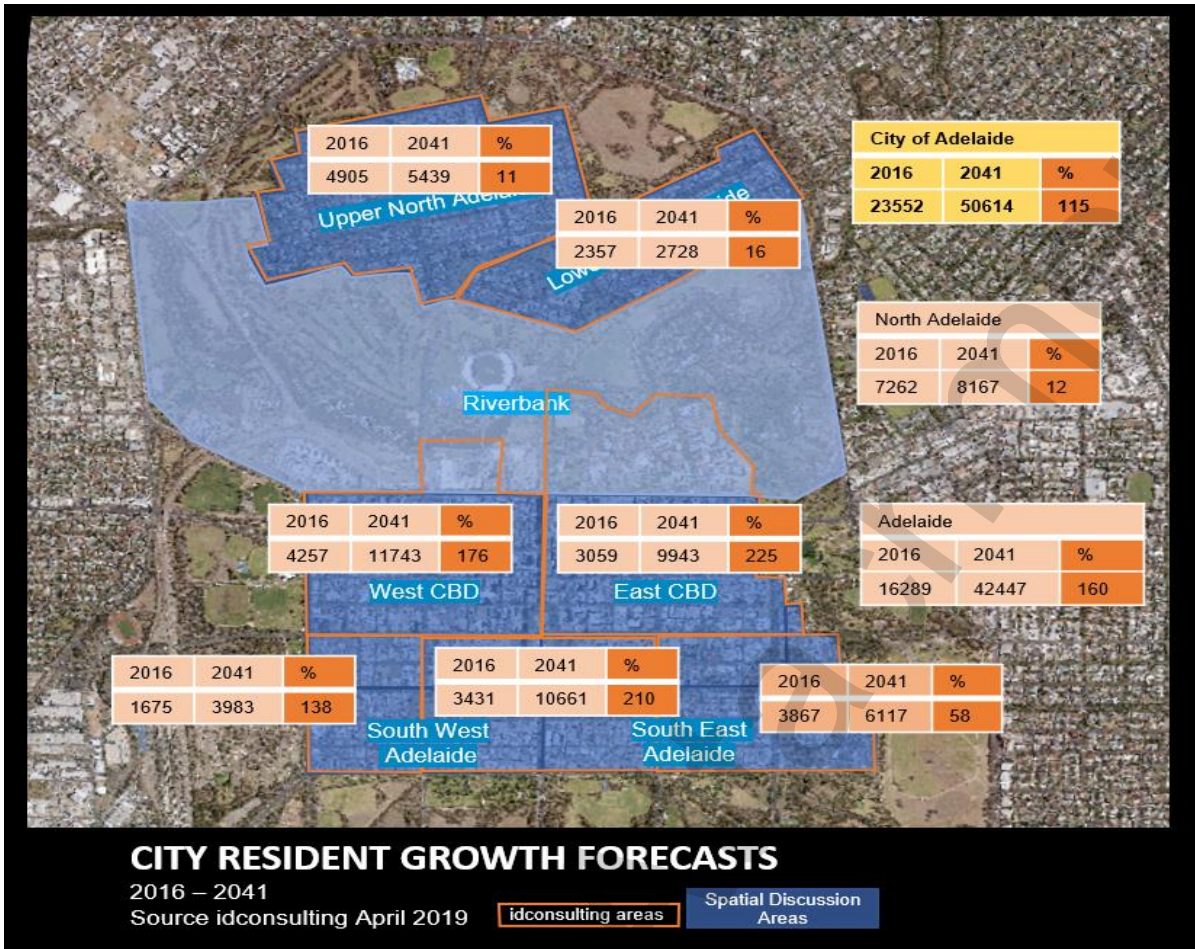 2016 2041 %
4905 5439 11
Upper North
2016 2041 %
2357 2728 16
City of Adelaide
2016 2041 %
23552 50614 115
North Adelaide
2016 2041 %
7262 8167 12
Riverbank
2016 2041 %
4257 11743 176
West CBD
2016 2041 %
3059 9943 225
East CBD
Adelaide
2016 2041 %
16289 42447 160
2016 2041 %
1675 3983 138
2016 2041 %
3431 10661 210
2016 2041 %
3867 6117 58
South West
Adelaide
South East
Adelaide
CITY RESIDENT GROWTH FORECASTS
2016 – 2041
Source idconsulting April 2019
idconsulting areas
Spatial Discussion
Areas